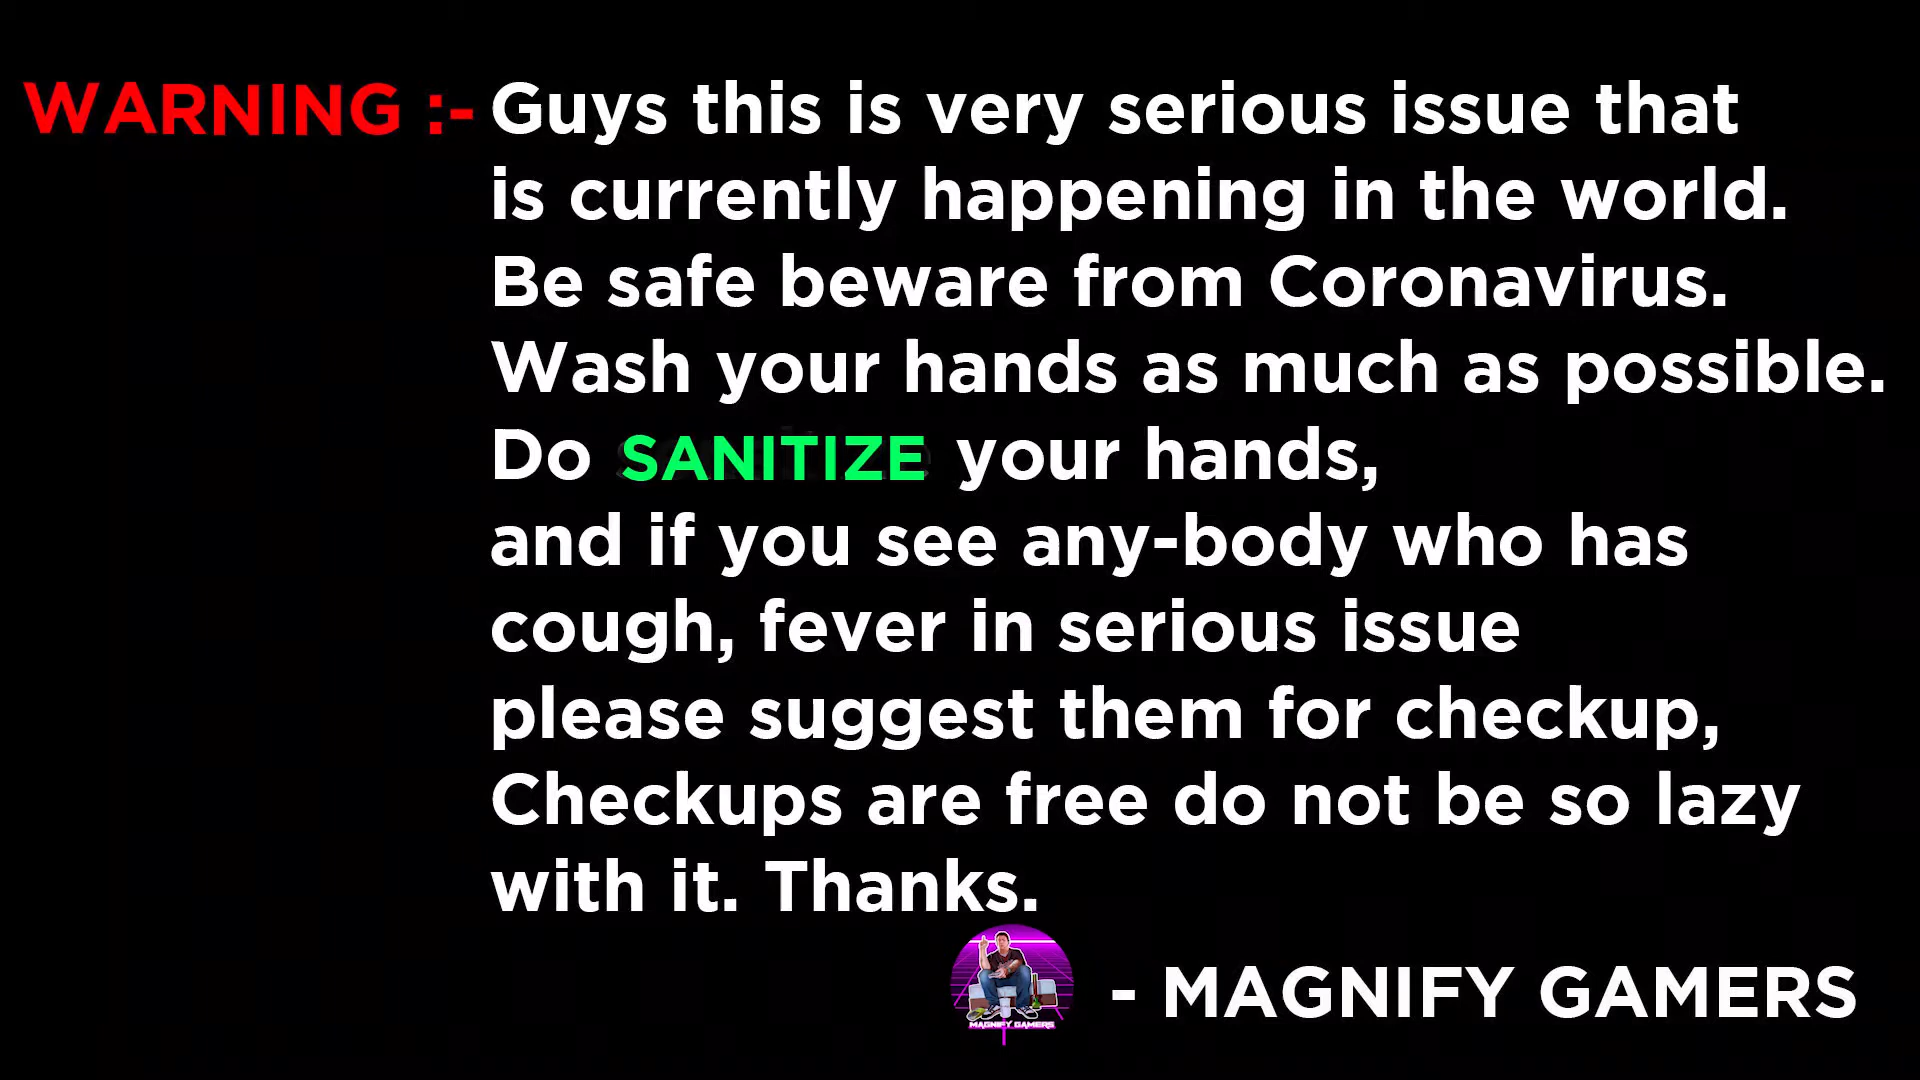 WARNING :- Guys this is very serious issue that
is currently happening in the world.
Be safe beware from Coronavirus.
Wash your hands as much as possible.
Do SANITIZE your hands,
and if you see any-body who has
cough, fever in serious issue
please suggest them for checkup,
Checkups are free do not be so lazy
with it. Thanks.
MAGNIFY GAMERS
- MAGNIFY GAMERS